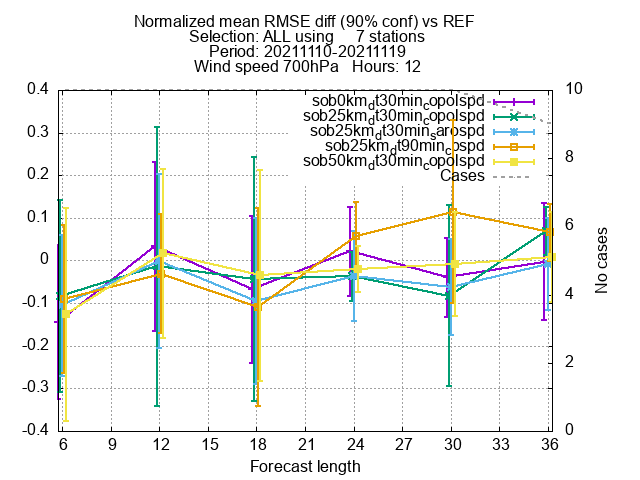 Normalized mean RMSE diff (90% conf) vs REF
Selection: ALL using 7 stations
Period: 20211110-20211119
Wind speed 700hPa Hours: 12
sob0km_dt30min_copolspd
sob25km_dt30min_copolspd
sob25km_dt30min_sarospd
sob25km_dt90min_cospd
sob50km_dt30min_copolspd
Cases
0.4
0.3
0.2
0.1
0
-0.1
-0.2
-0.3
-0.4
10
8
6
4
2
0
No cases
6 9 12 15 18 21 24 27 30 33 36
Forecast length